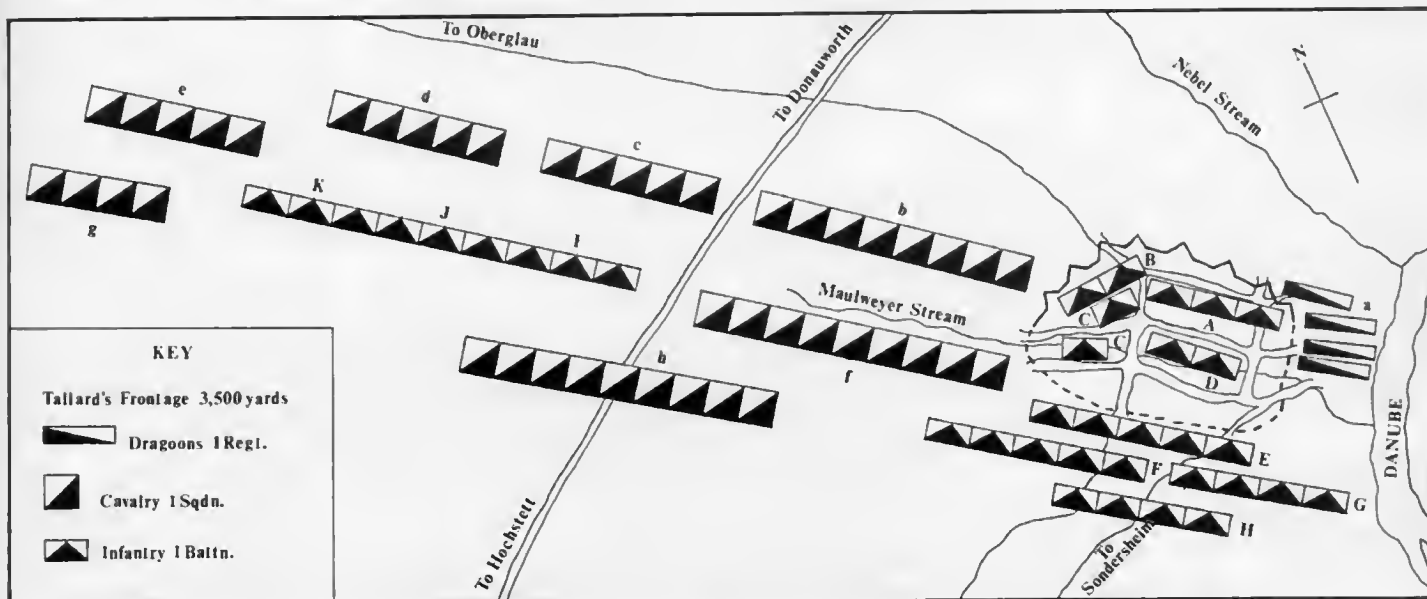 To Oberglau
To Donauworth
Nebel Stream
N
e
d
c
b
a
g
K
J
I
B
A
C
C
D
Maulweyer Stream
h
f
E
F
G
H
DANUBE
To Hochstett
To
Sondersheim
KEY
Tallard's Frontage 3,500 yards
Dragoons 1 Regt.
Cavalry 1 Sqdn.
Infantry 1 Battn.